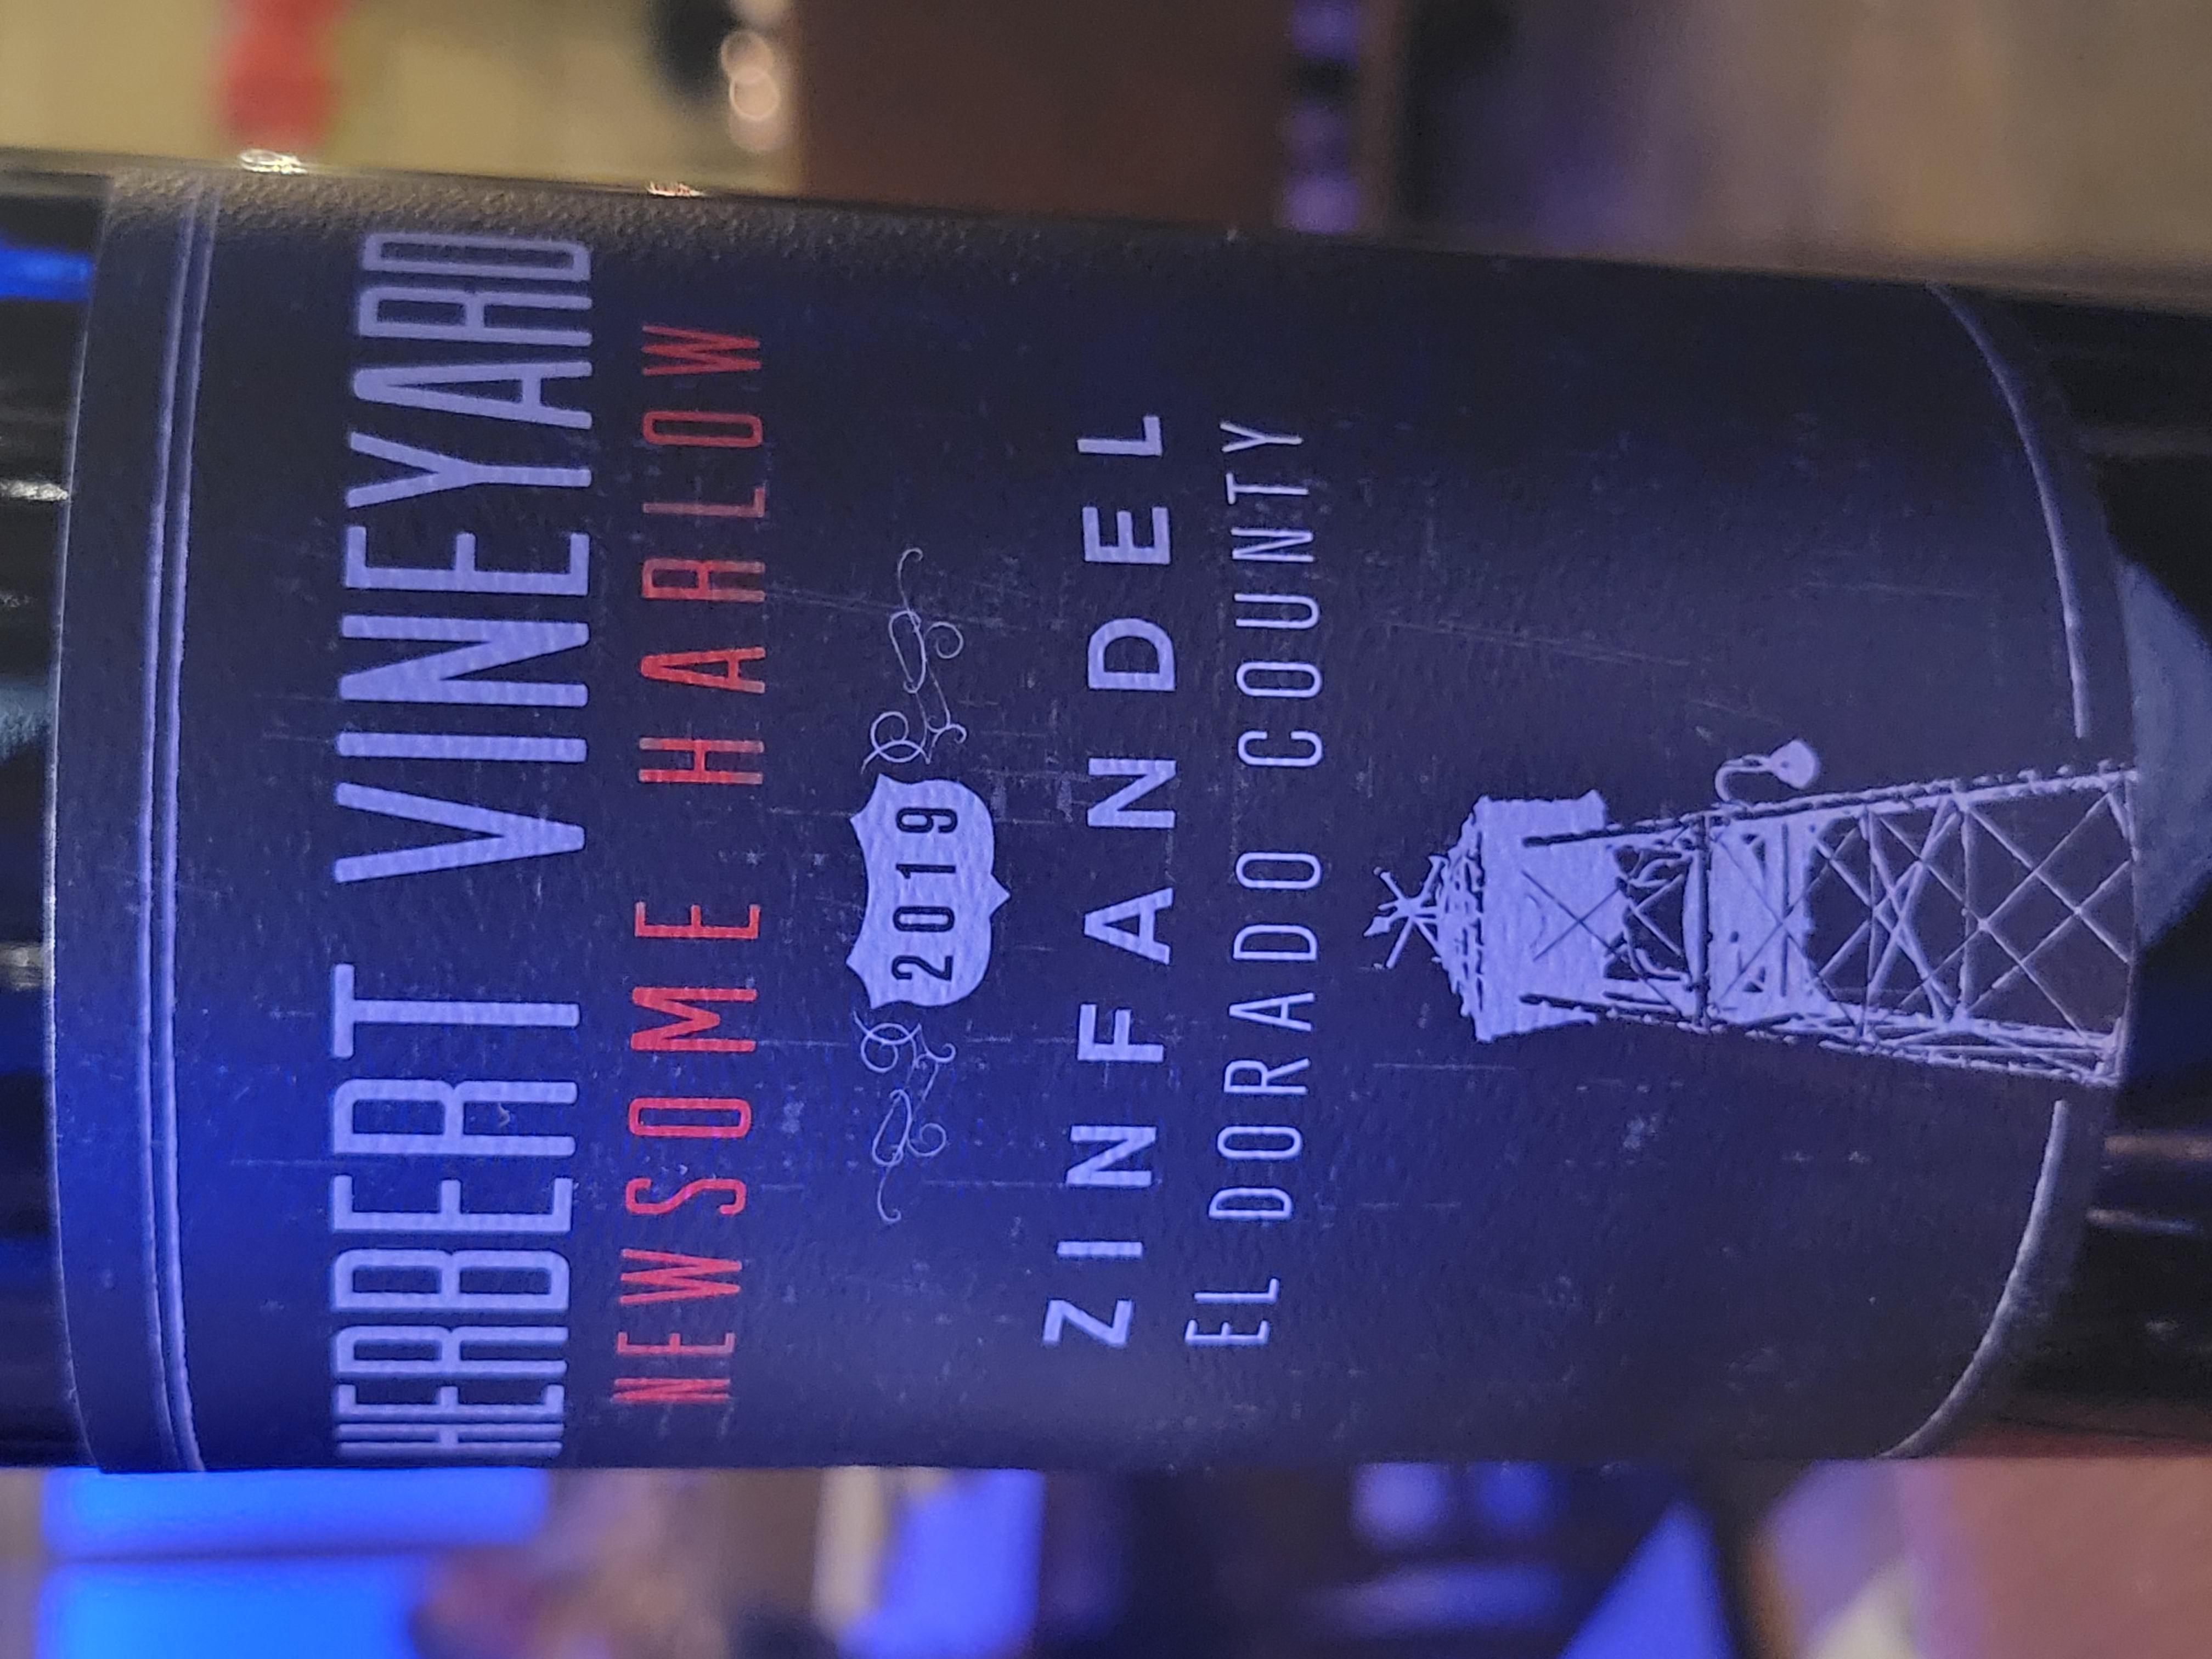 HERBERT VINEYARD
NEWSOME HARLOW
2019
ZINFANDEL
EL DORADO COUNTY